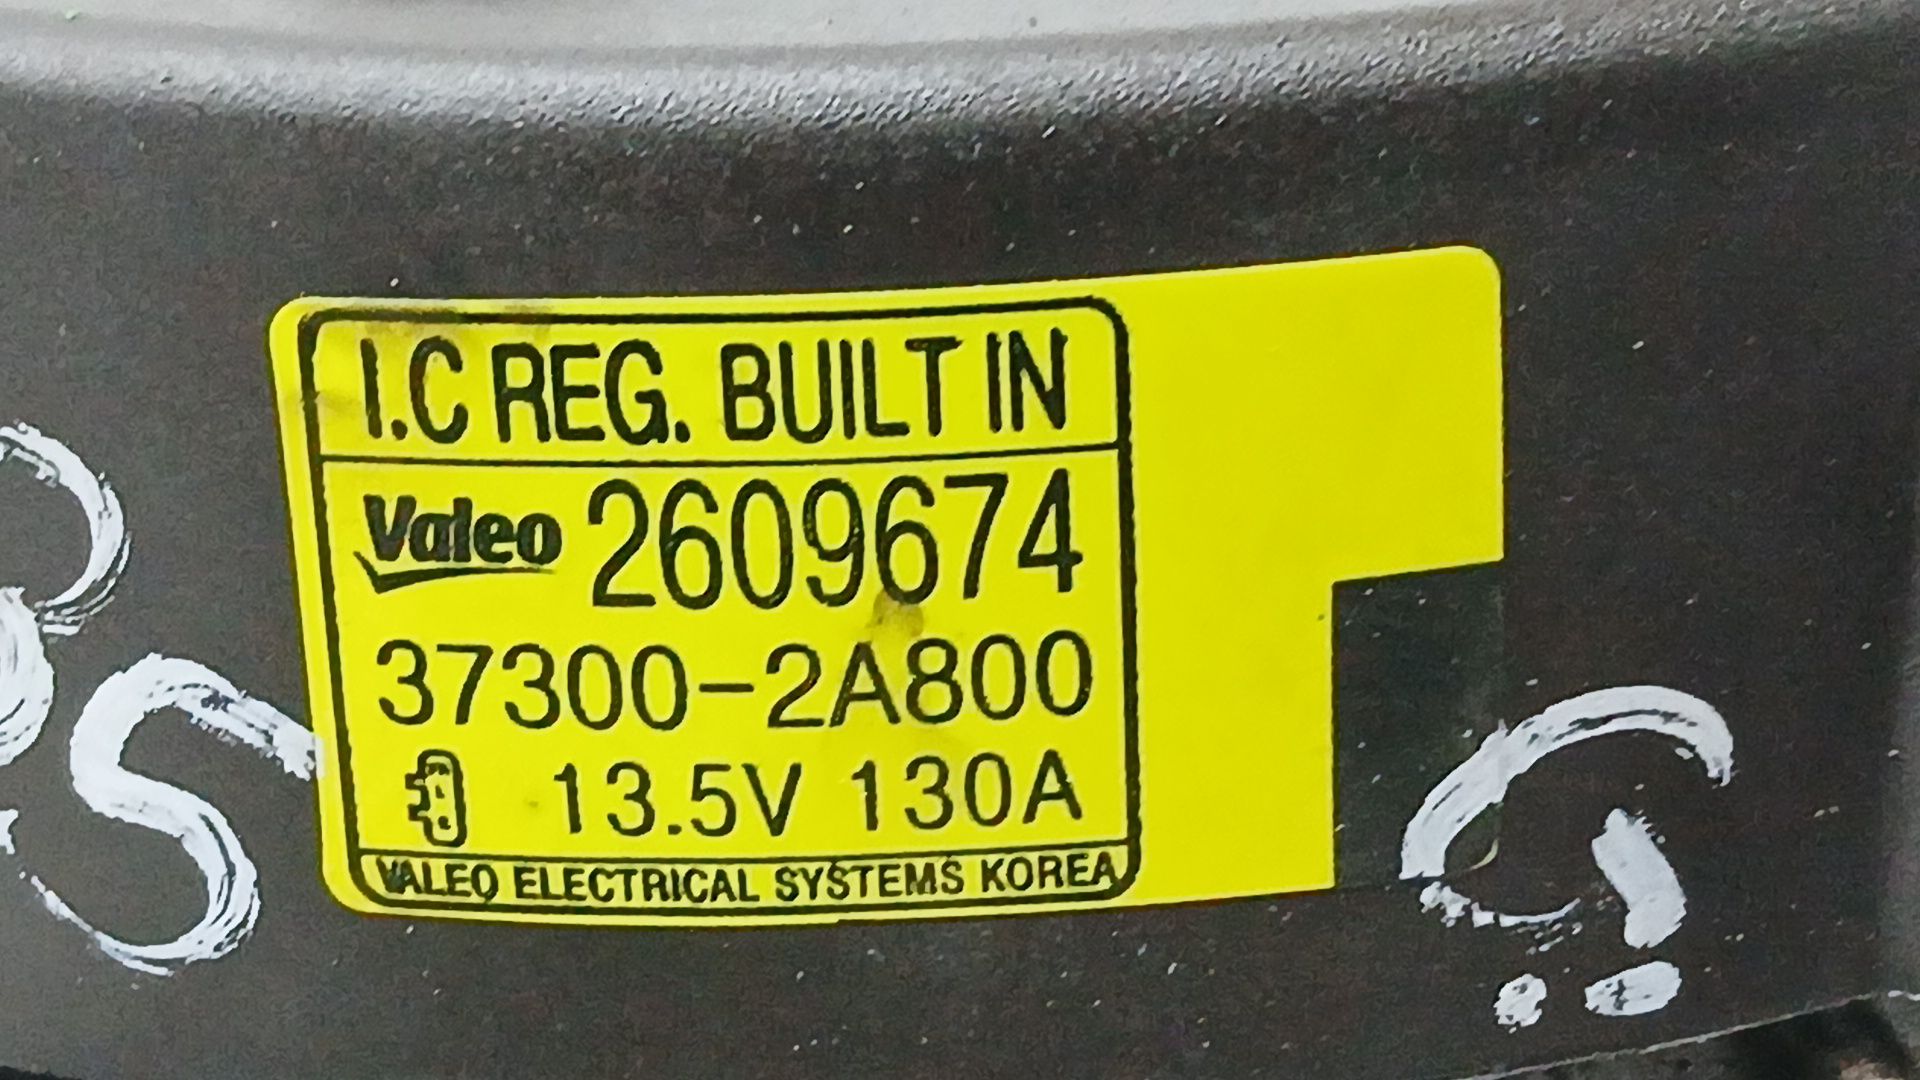 I.C REG. BUILT IN
Valeo 2609674
37300-2A800
13.5V 130A
VALEO ELECTRICAL SYSTEMS KOREA